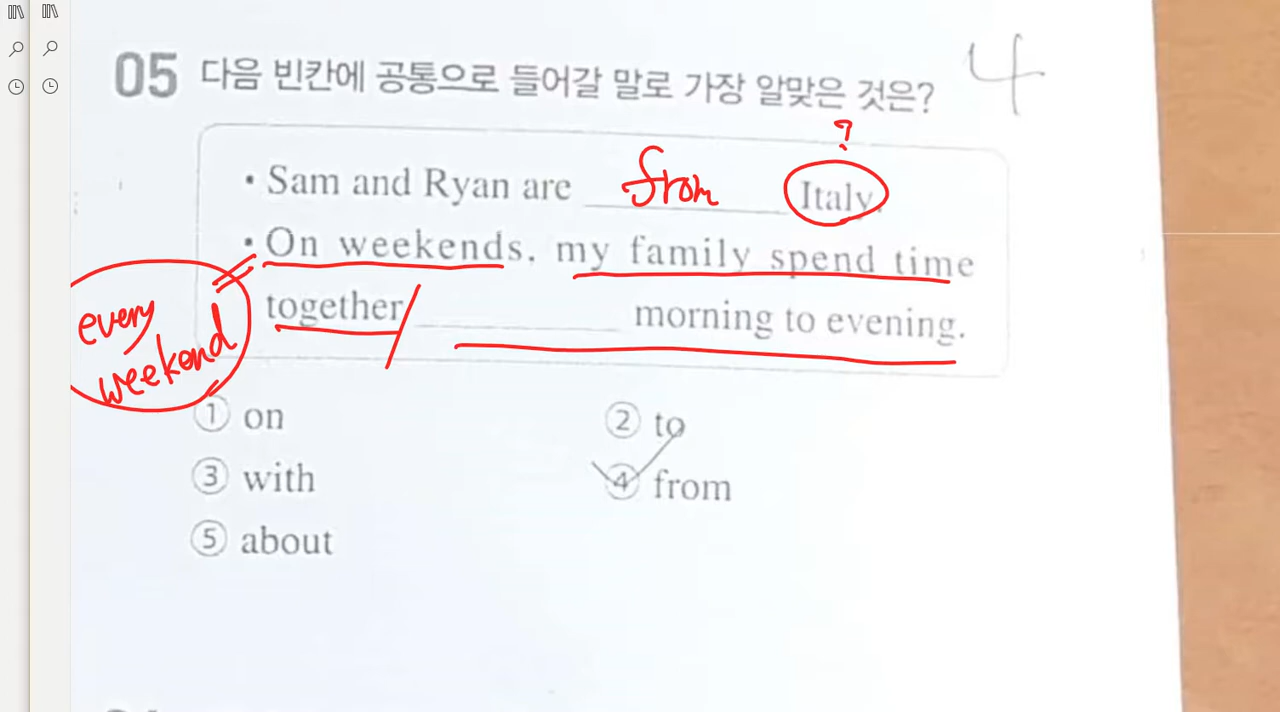 05 다음 빈칸에 공통으로 들어갈 말로 가장 알맞은 것은? 4
?
• Sam and Ryan are from Italy.
• On weekends, my family spend time
together / ________ morning to evening.
every
weekend
① on
② to
③ with
④ from
⑤ about